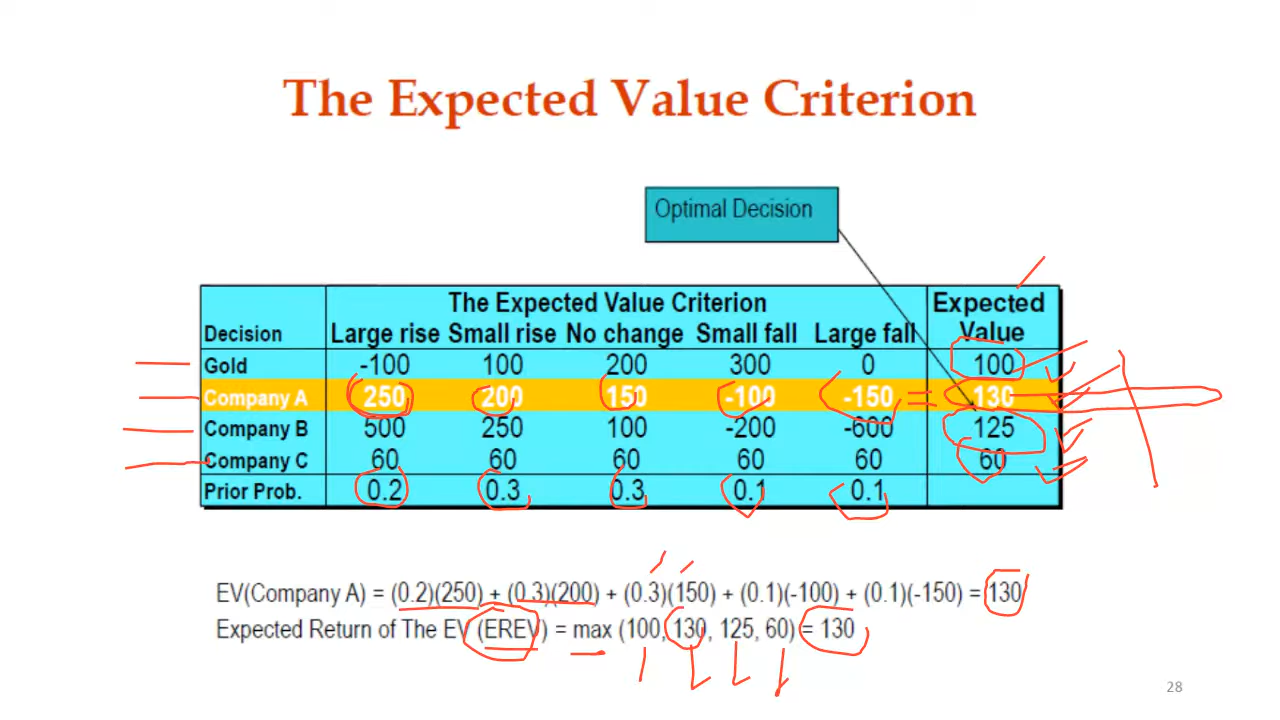 The Expected Value Criterion
Optimal Decision
The Expected Value Criterion Expected
Decision Large rise Small rise No change Small fall Large fall Value
Gold -100 100 200 300 0 100
Company A 250 200 150 -100 -150 130
Company B 500 250 100 -200 -600 125
Company C 60 60 60 60 60 60
Prior Prob. 0.2 0.3 0.3 0.1 0.1
EV(Company A) = (0.2)(250) + (0.3)(200) + (0.3)(150) + (0.1)(-100) + (0.1)(-150) = 130
Expected Return of The EV (EREV) = max (100, 130, 125, 60) = 130
28